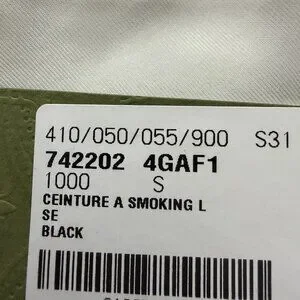 410/050/055/900 S31
742202 4GAF1
1000 S
CEINTURE A SMOKING L
SE
BLACK